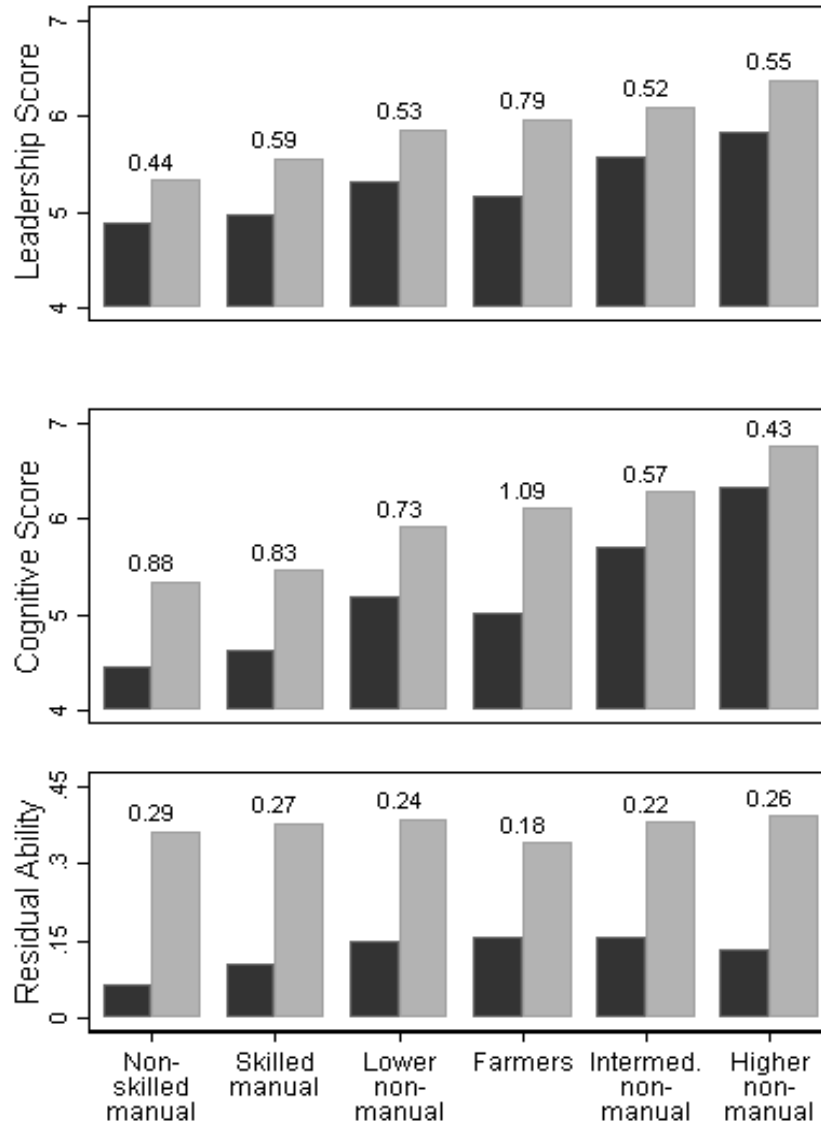 Leadership Score
7
6
5
4
0.44
0.59
0.53
0.79
0.52
0.55
Cognitive Score
7
6
5
4
0.88
0.83
0.73
1.09
0.57
0.43
Residual Ability
.45
.3
.15
0
0.29
0.27
0.24
0.18
0.22
0.26
Non-
skilled
manual
Skilled
manual
Lower
non-
manual
Farmers
Intermed.
non-
manual
Higher
non-
manual